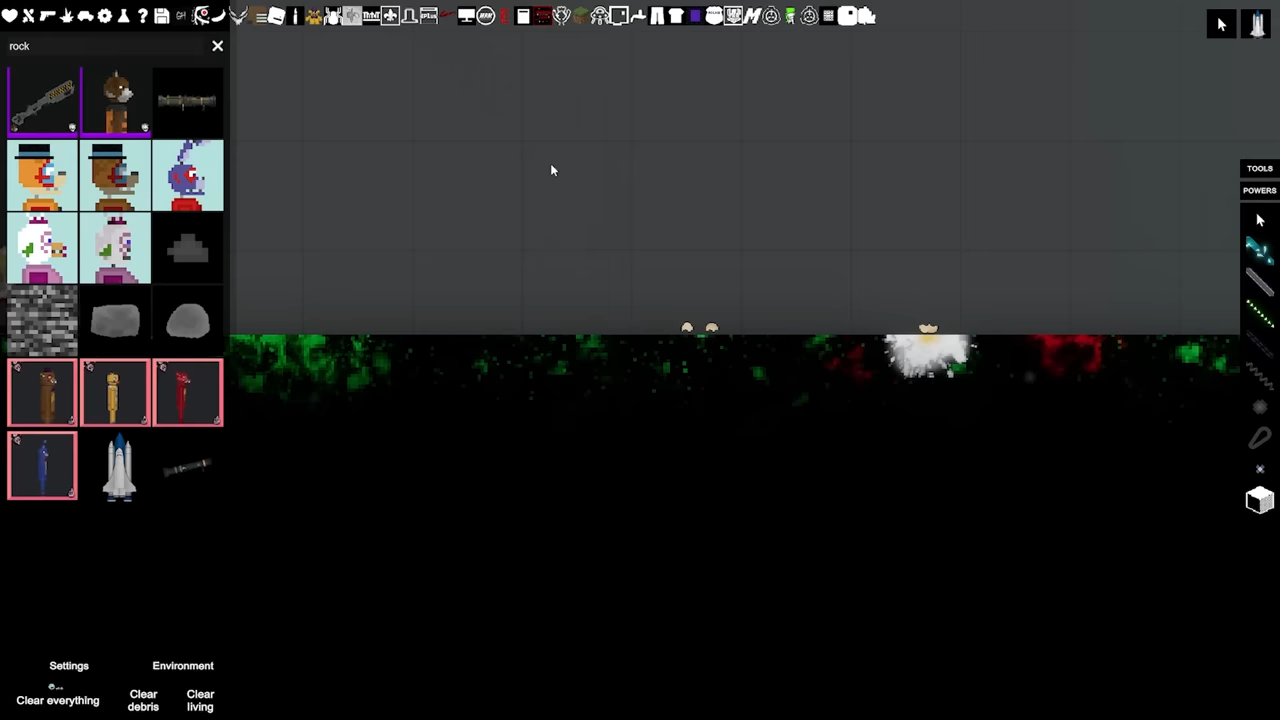 rock
TOOLS
POWERS
Settings
Environment
Clear everything
Clear debris
Clear living